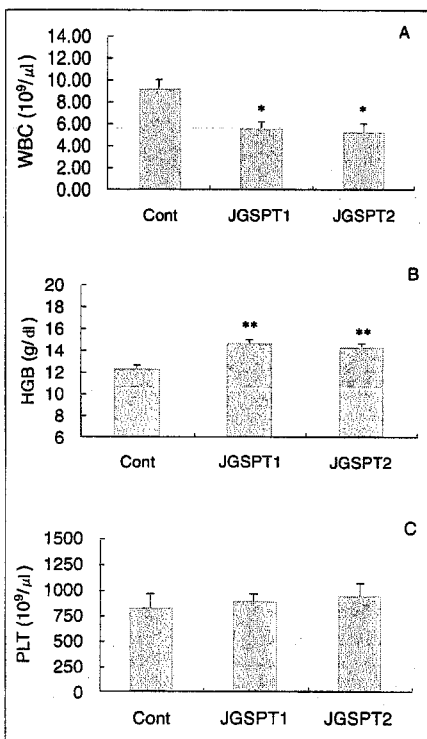 A
WBC (10⁹/µl)
14.00
12.00
10.00
8.00
6.00
4.00
2.00
0.00
* *
Cont JGSPT1 JGSPT2
B
HGB (g/dl)
20
18
16
14
12
10
8
6
** **
Cont JGSPT1 JGSPT2
C
PLT (10⁹/µl)
1500
1250
1000
750
500
250
0
Cont JGSPT1 JGSPT2